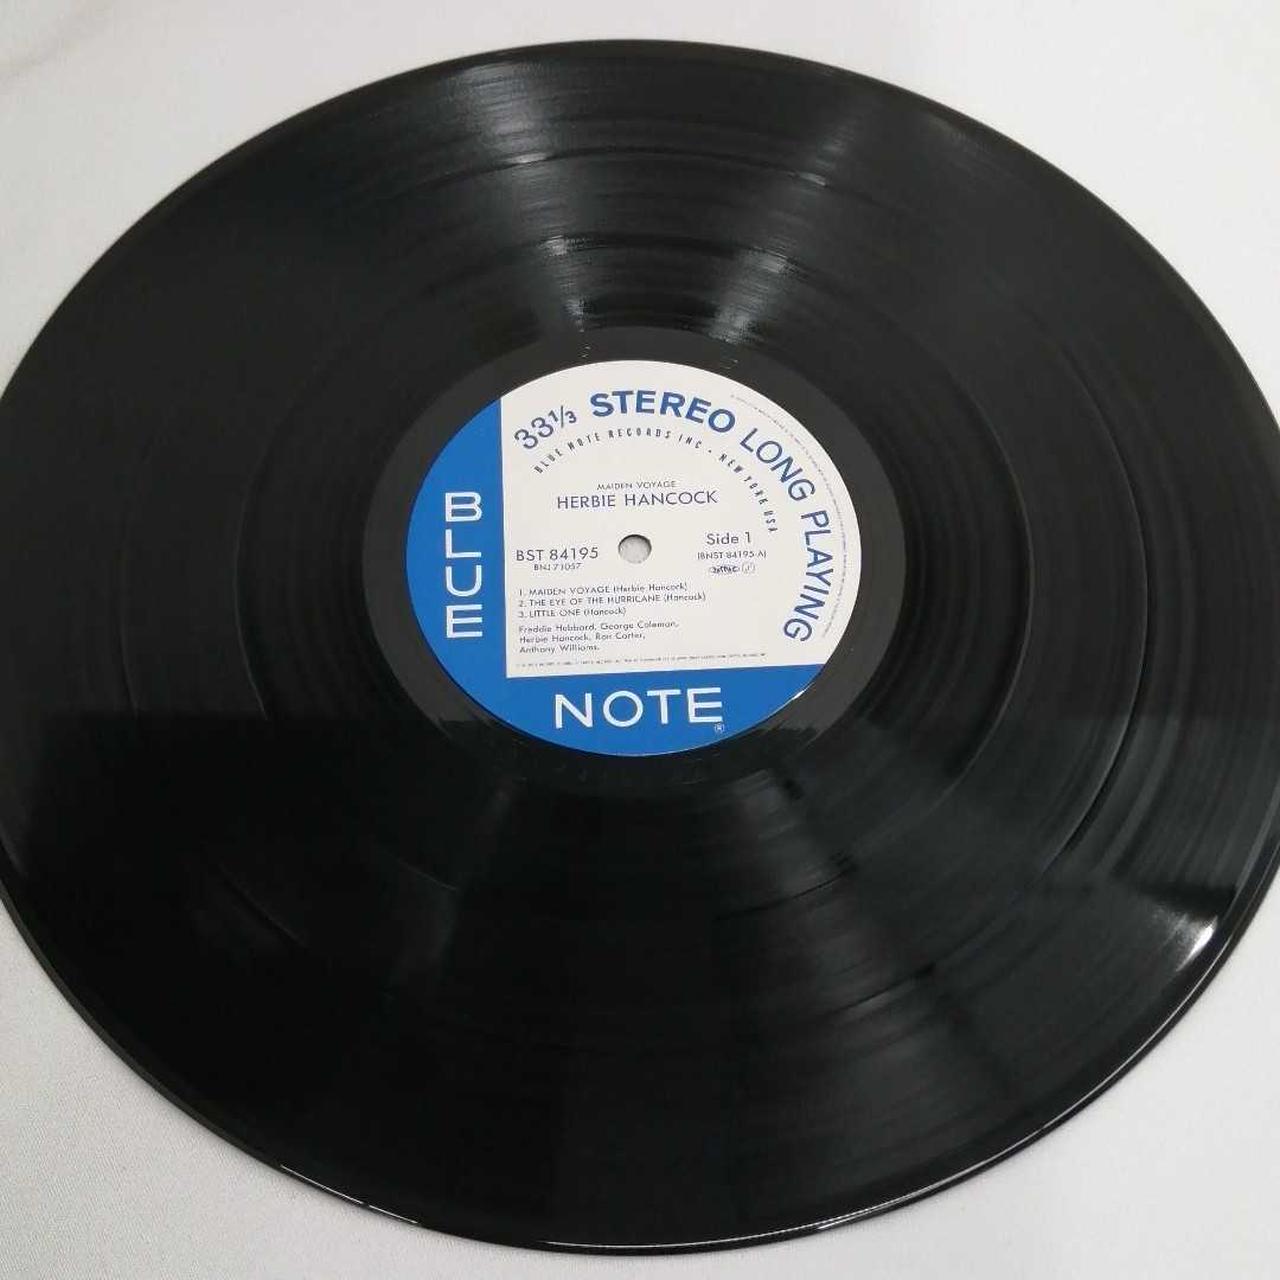 33⅓ STEREO LONG PLAYING
BLUE NOTE RECORDS INC • NEW YORK USA
MAIDEN VOYAGE
HERBIE HANCOCK
BST 84195
BNJ 71057
Side 1
(BNST 84195-A)
1. MAIDEN VOYAGE (Herbie Hancock)
2. THE EYE OF THE HURRICANE (Hancock)
3. LITTLE ONE (Hancock)
Freddie Hubbard, George Coleman,
Herbie Hancock, Ron Carter,
Anthony Williams.
BLUE
NOTE
®